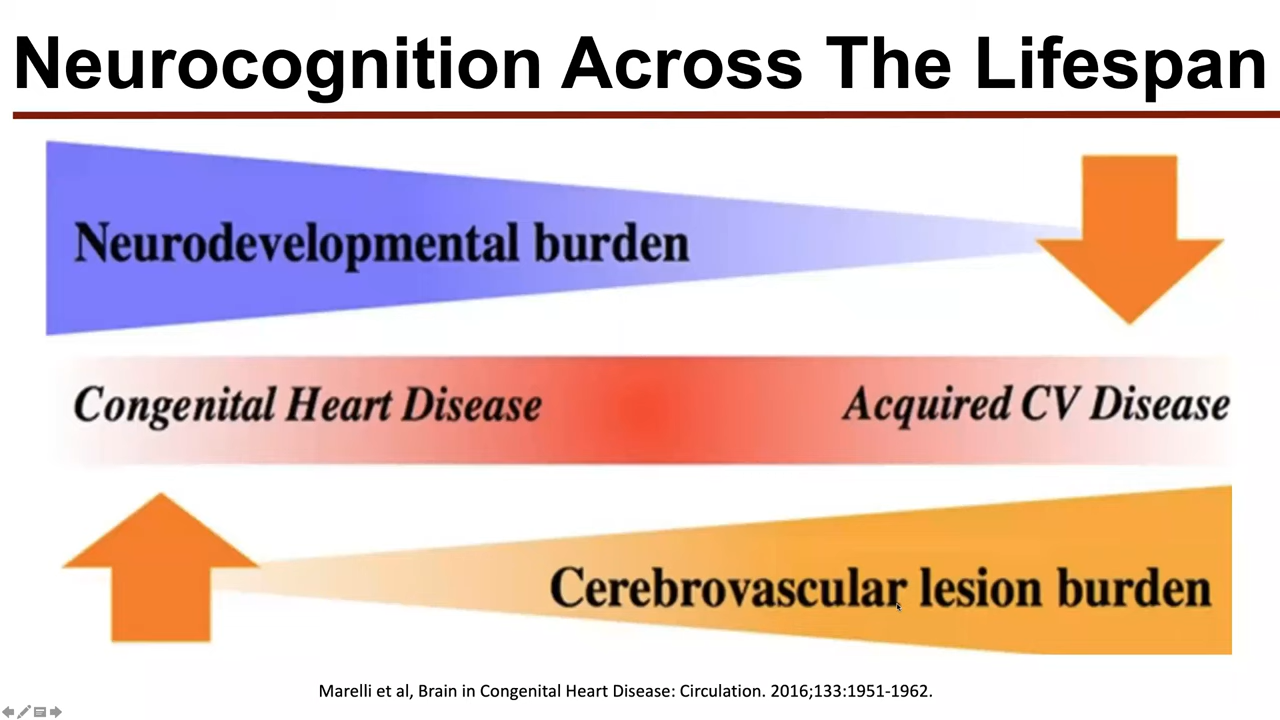 Neurocognition Across The Lifespan
Neurodevelopmental burden
Congenital Heart Disease
Acquired CV Disease
Cerebrovascular lesion burden
Marelli et al, Brain in Congenital Heart Disease: Circulation. 2016;133:1951-1962.